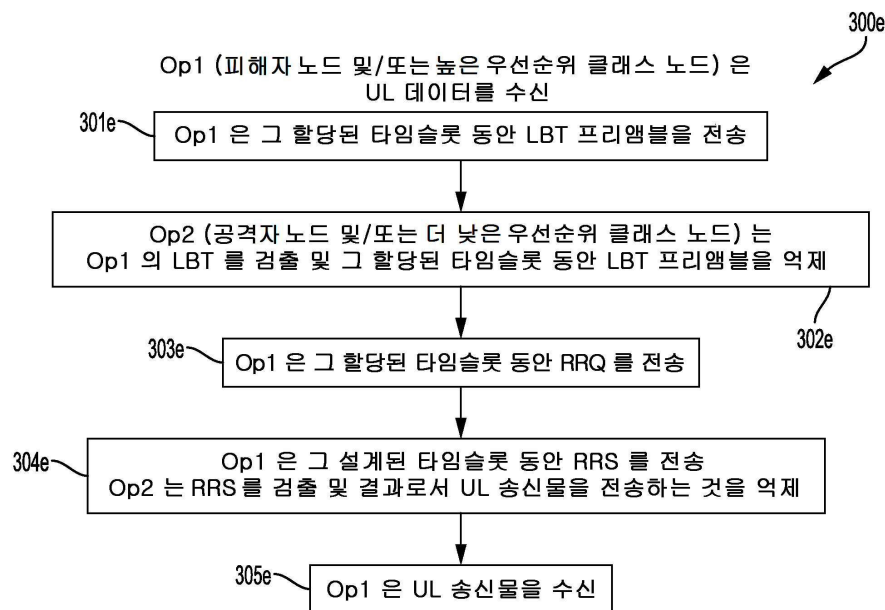 300e
Op1 (피해자 노드 및/또는 높은 우선순위 클래스 노드) 은
UL 데이터를 수신
301e
Op1 은 그 할당된 타임슬롯 동안 LBT 프리앰블을 전송
Op2 (공격자 노드 및/또는 더 낮은 우선순위 클래스 노드) 는
Op1 의 LBT 를 검출 및 그 할당된 타임슬롯 동안 LBT 프리앰블을 억제
302e
303e
Op1 은 그 할당된 타임슬롯 동안 RRQ 를 전송
304e
Op1 은 그 설계된 타임슬롯 동안 RRS 를 전송
Op2 는 RRS 를 검출 및 결과로서 UL 송신물을 전송하는 것을 억제
305e
Op1 은 UL 송신물을 수신